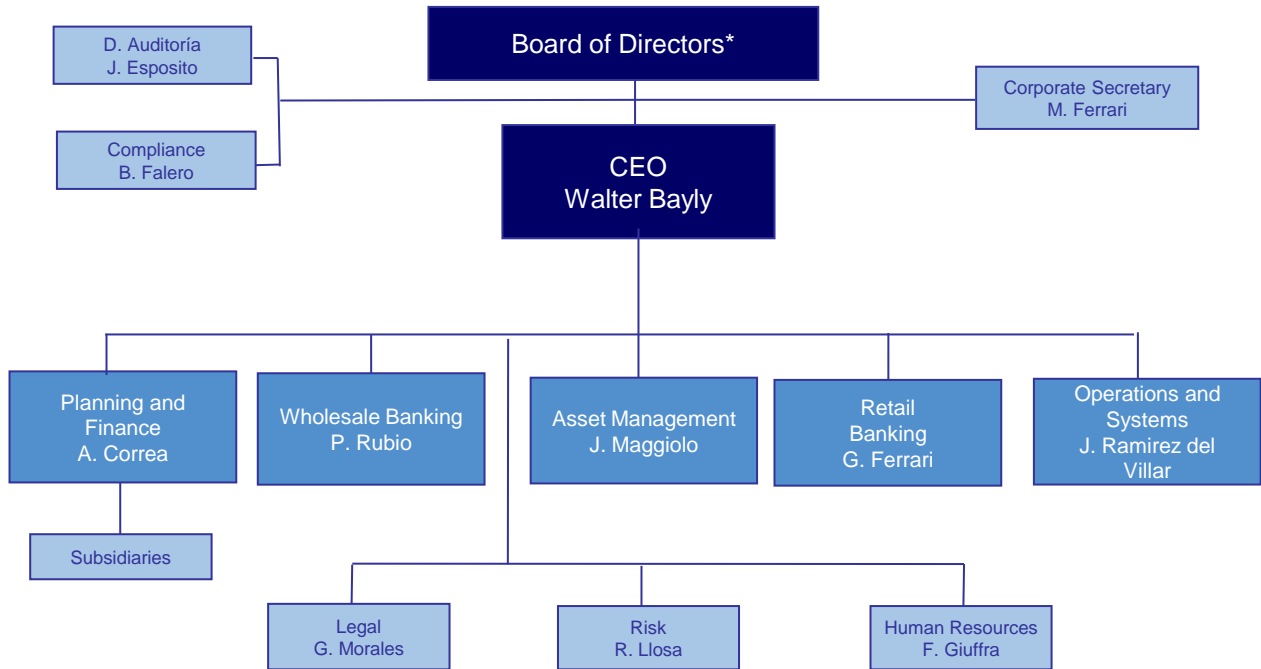 Board of Directors*
D. Auditoría
J. Esposito
Corporate Secretary
M. Ferrari
Compliance
B. Falero
CEO
Walter Bayly
Planning and
Finance
A. Correa
Wholesale Banking
P. Rubio
Asset Management
J. Maggiolo
Retail
Banking
G. Ferrari
Operations and
Systems
J. Ramirez del
Villar
Subsidiaries
Legal
G. Morales
Risk
R. Llosa
Human Resources
F. Giuffra